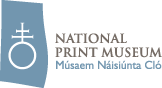 NATIONAL
PRINT MUSEUM
Músaem Náisiúnta Cló